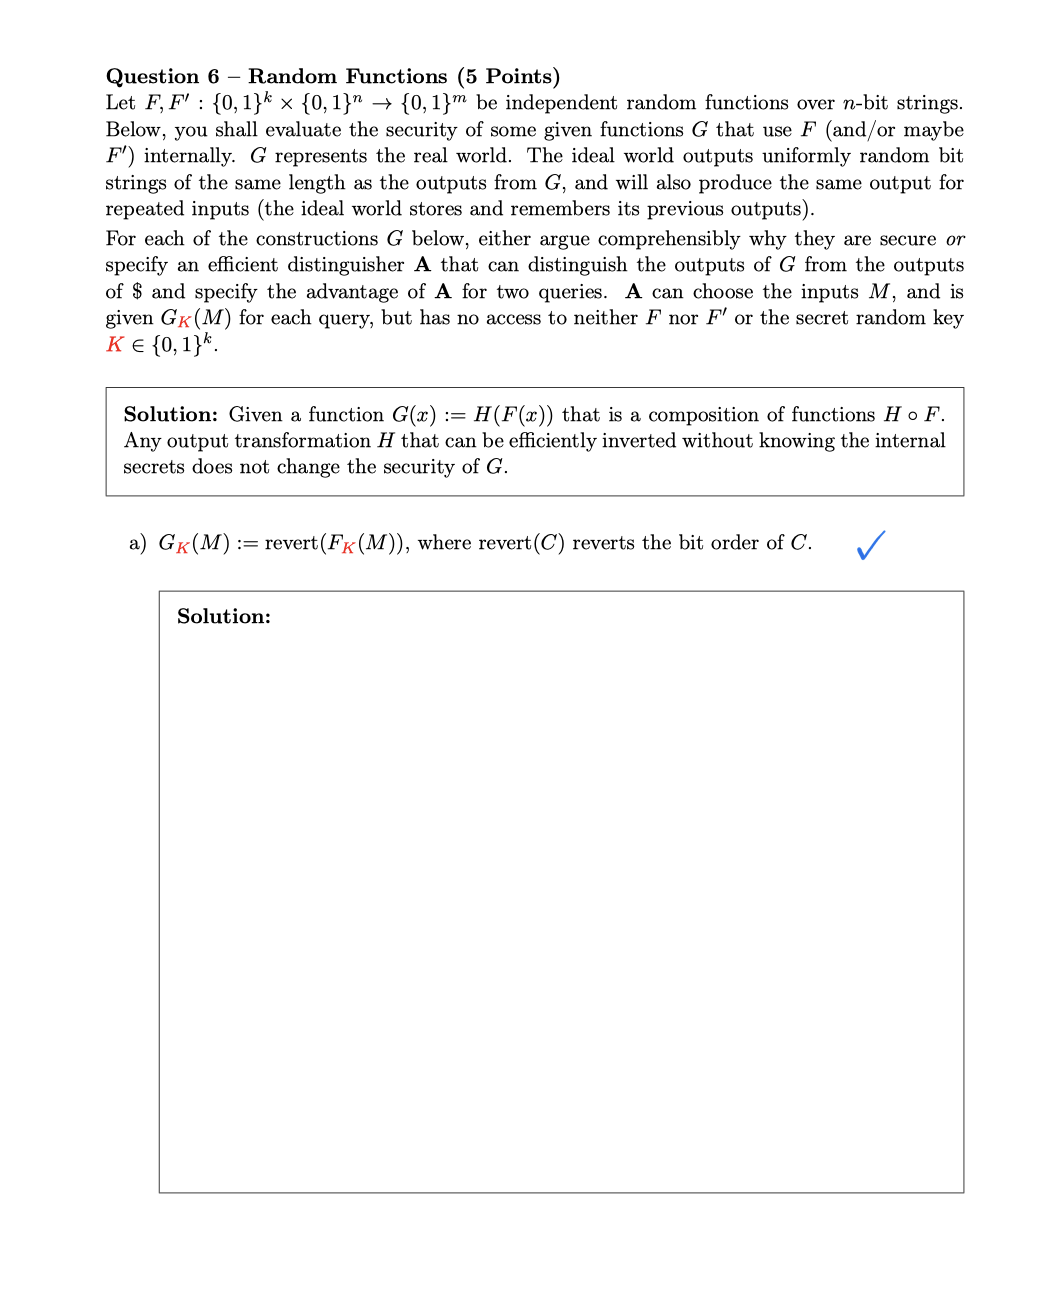 Question 6 – Random Functions (5 Points)
Let F, F′ : {0, 1}ᵏ × {0, 1}ⁿ → {0, 1}ᵐ be independent random functions over n-bit strings.
Below, you shall evaluate the security of some given functions G that use F (and/or maybe
F′) internally. G represents the real world. The ideal world outputs uniformly random bit
strings of the same length as the outputs from G, and will also produce the same output for
repeated inputs (the ideal world stores and remembers its previous outputs).
For each of the constructions G below, either argue comprehensibly why they are secure or
specify an efficient distinguisher A that can distinguish the outputs of G from the outputs
of $ and specify the advantage of A for two queries. A can choose the inputs M, and is
given G_K(M) for each query, but has no access to neither F nor F′ or the secret random key
K ∈ {0, 1}ᵏ.
Solution: Given a function G(x) := H(F(x)) that is a composition of functions H ∘ F.
Any output transformation H that can be efficiently inverted without knowing the internal
secrets does not change the security of G.
a) G_K(M) := revert(F_K(M)), where revert(C) reverts the bit order of C. ✓
Solution: